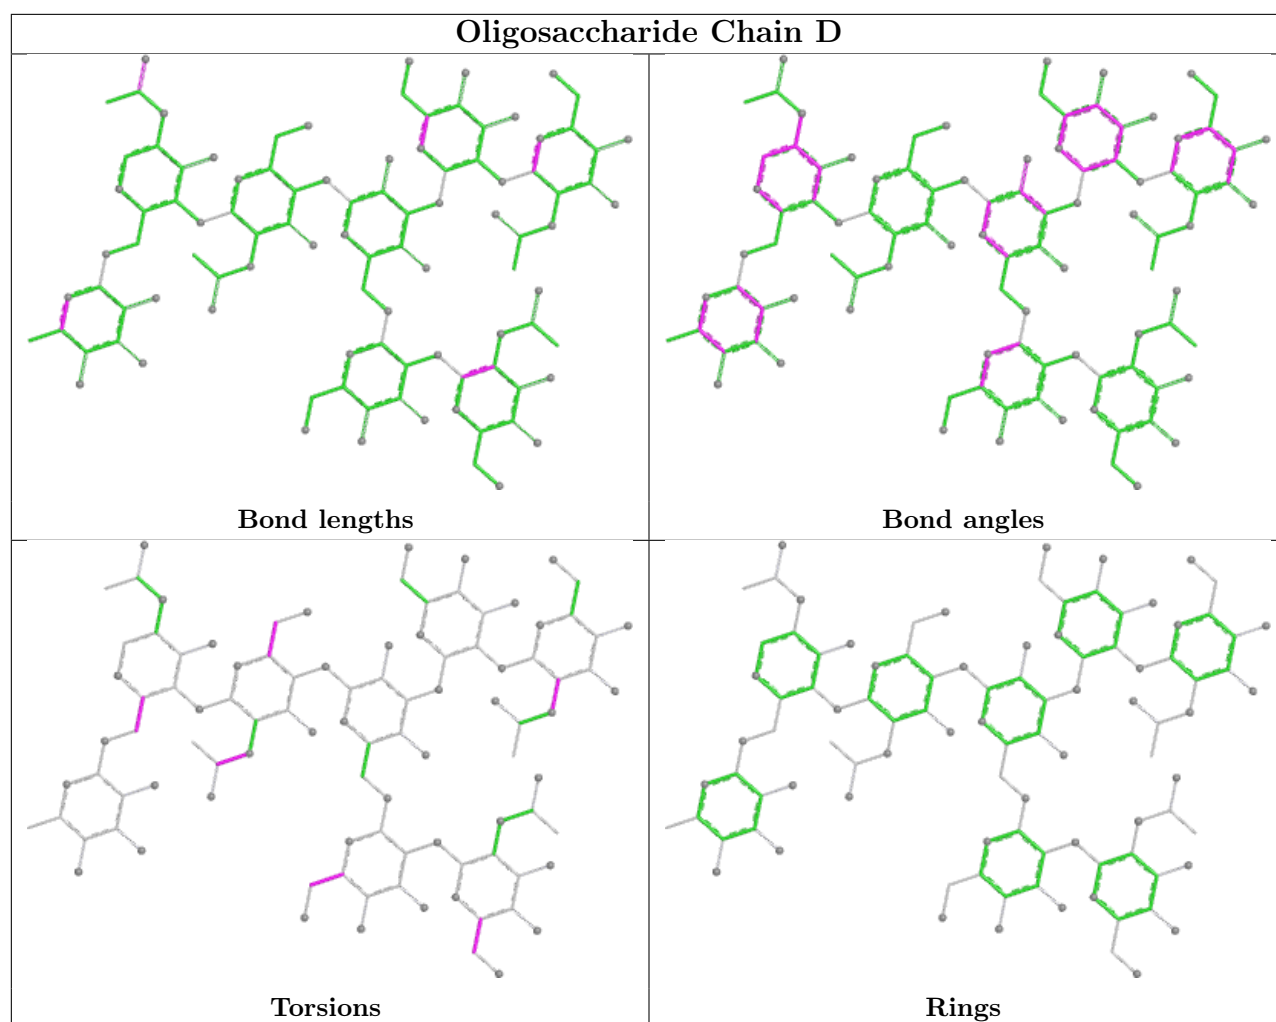 Oligosaccharide Chain D
Bond lengths
Bond angles
Torsions
Rings